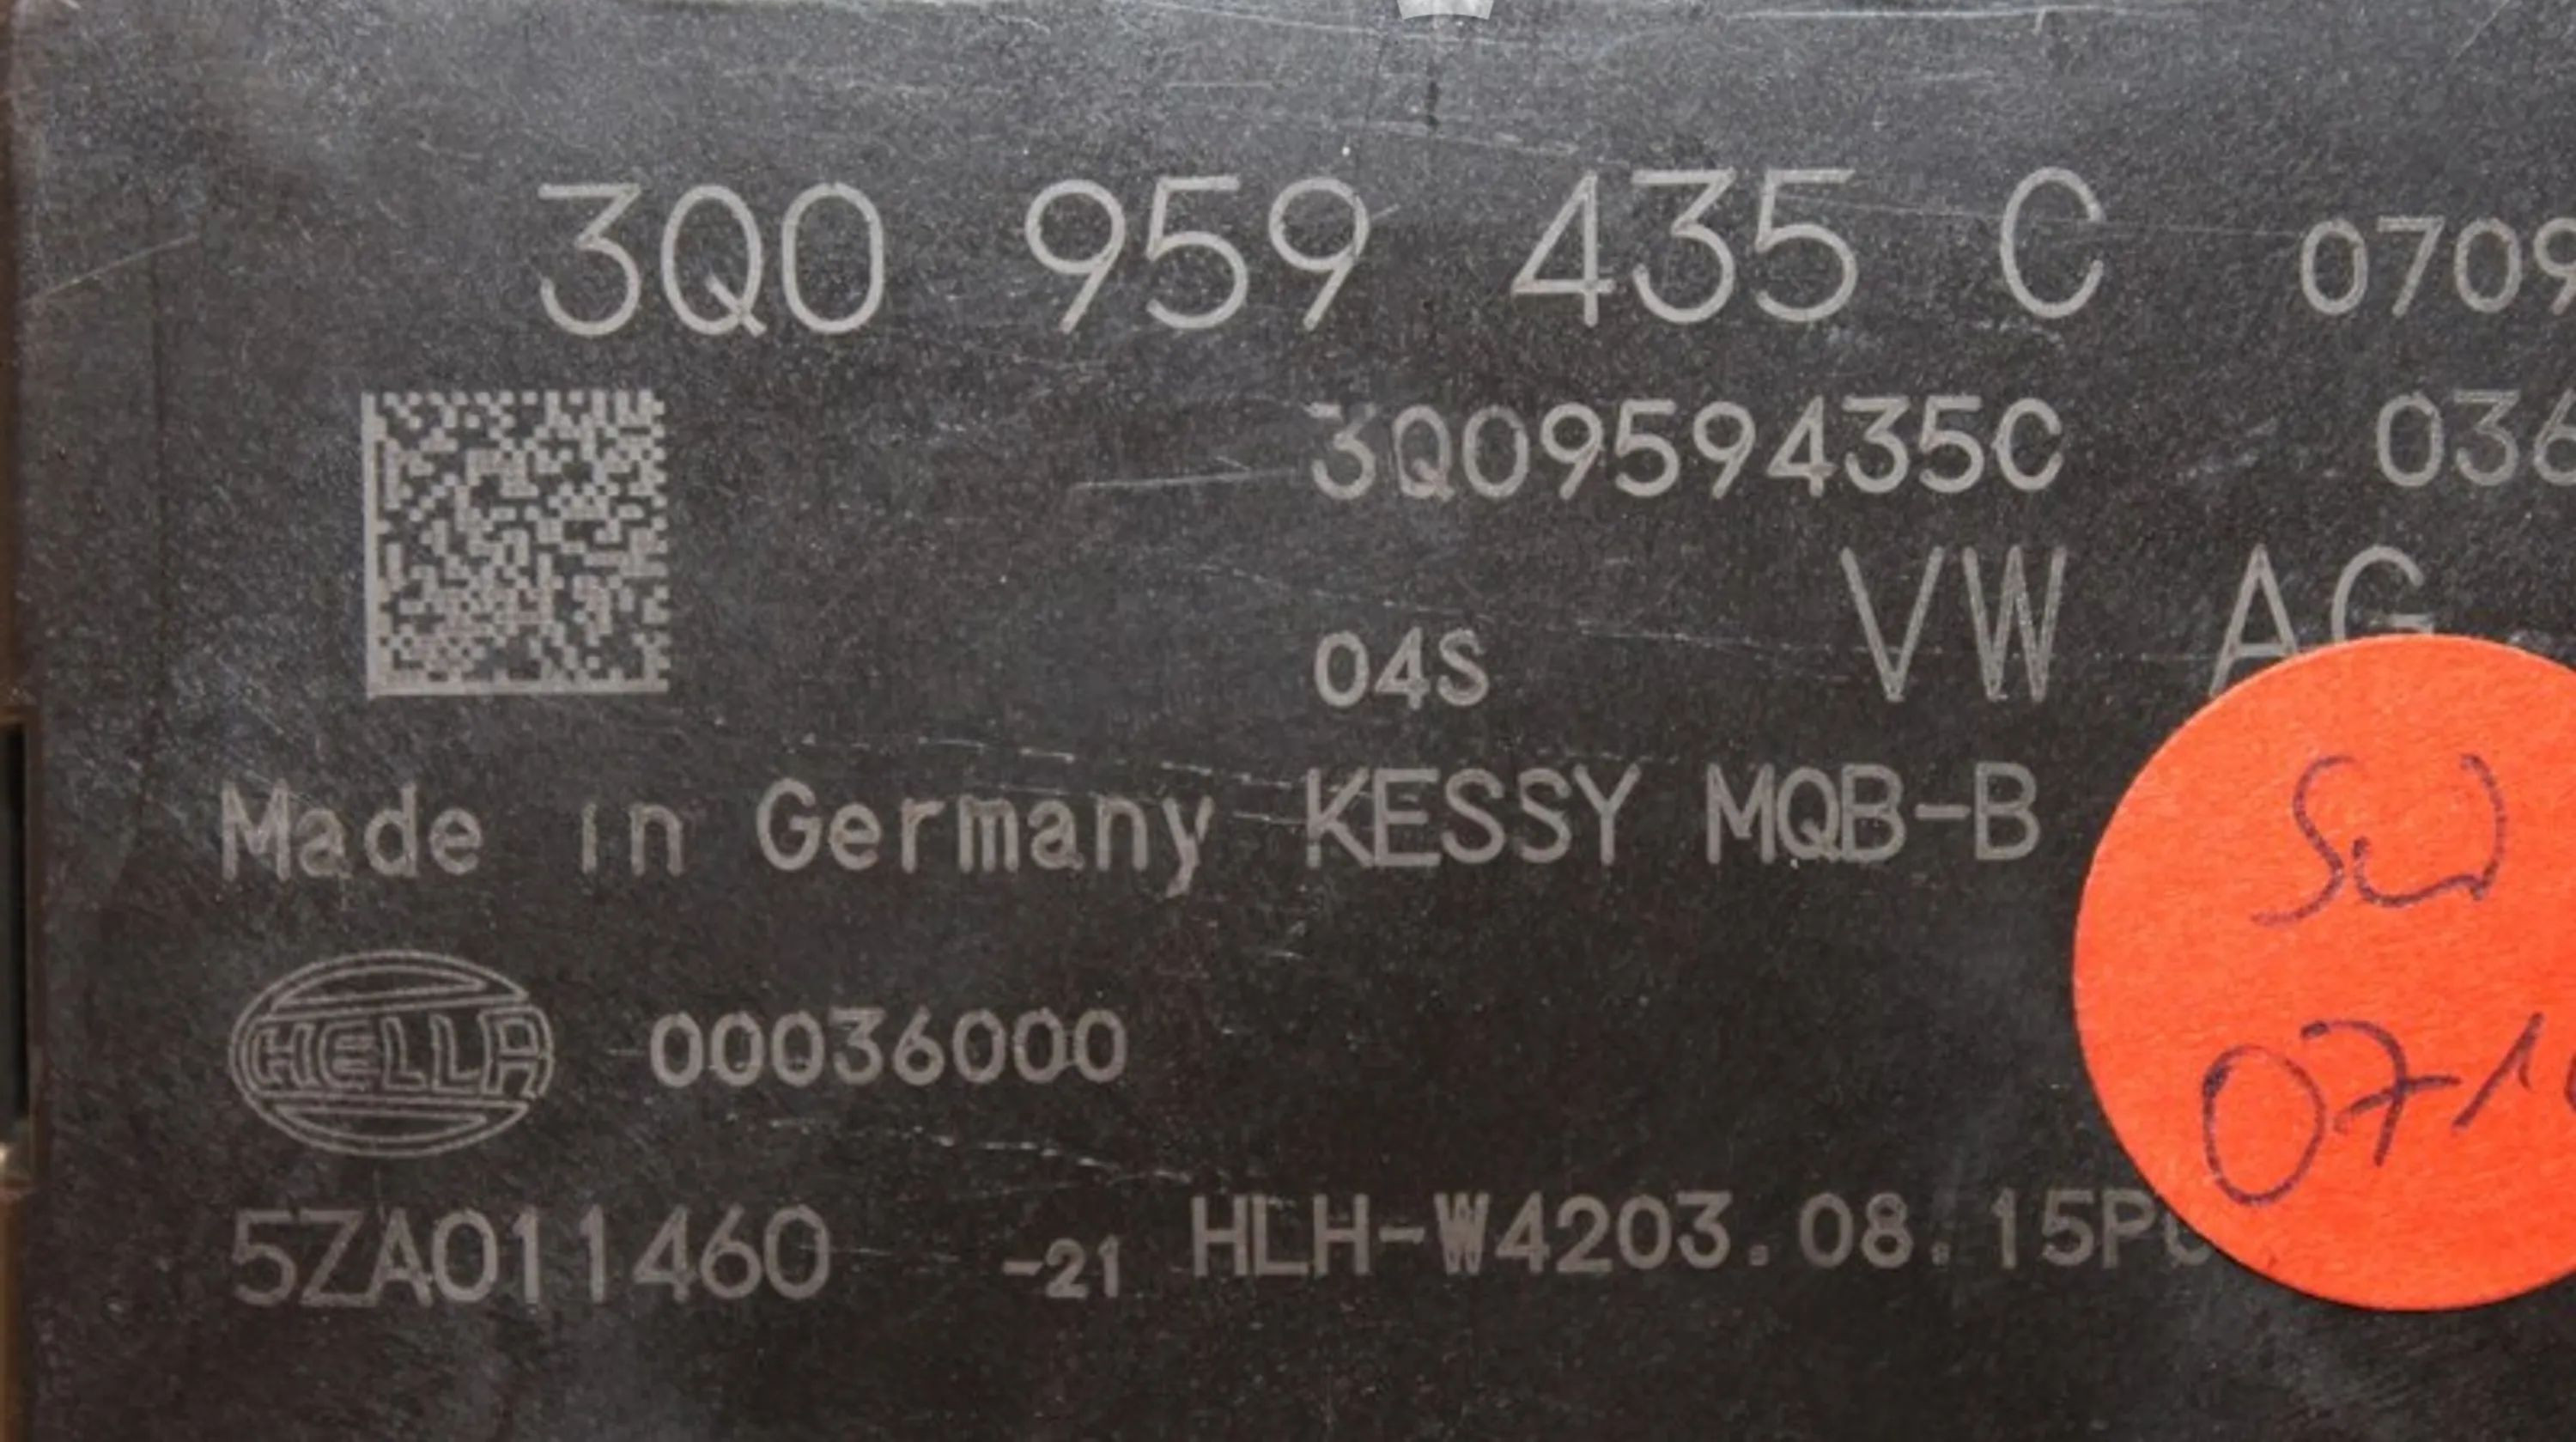 3Q0 959 435 C 0709
3Q0959435C 036
04S VW AG
Made in Germany KESSY MQB-B
HELLA 00036000
5ZA011460 -21 HLH-W4203.08.15P